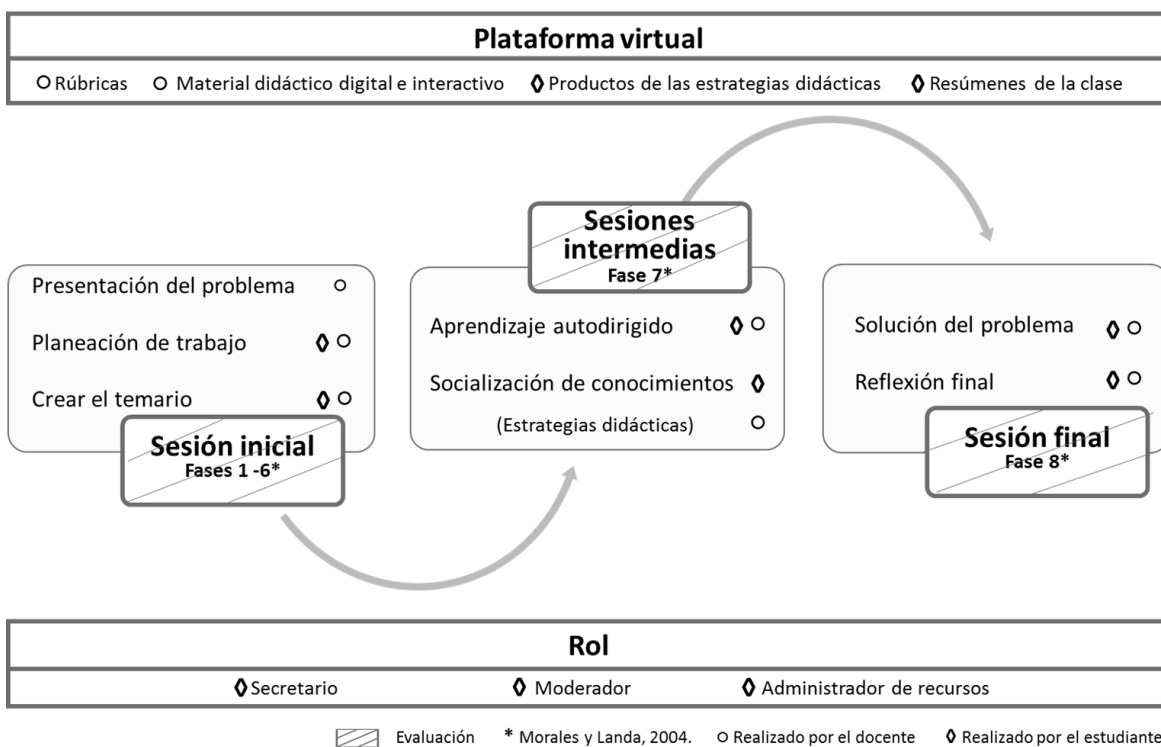 Plataforma virtual
Rúbricas Material didáctico digital e interactivo Productos de las estrategias didácticas Resúmenes de la clase
Presentación del problema
Planeación de trabajo
Crear el temario
Sesión inicial
Fases 1 -6*
Sesiones
intermedias
Fase 7*
Aprendizaje autodirigido
Socialización de conocimientos
(Estrategias didácticas)
Solución del problema
Reflexión final
Sesión final
Fase 8*
Rol
Secretario Moderador Administrador de recursos
Evaluación * Morales y Landa, 2004. Realizado por el docente Realizado por el estudiante